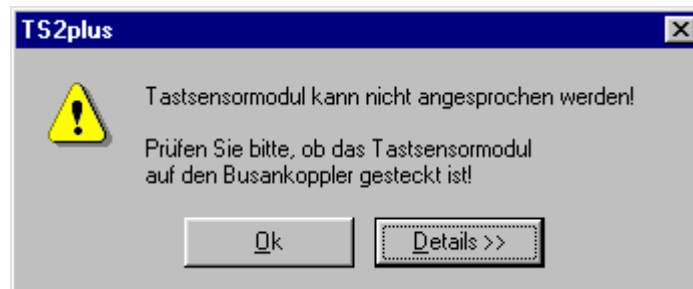 TS2plus
Tastsensormodul kann nicht angesprochen werden!
Prüfen Sie bitte, ob das Tastsensormodul
auf den Busankoppler gesteckt ist!
Ok
Details >>